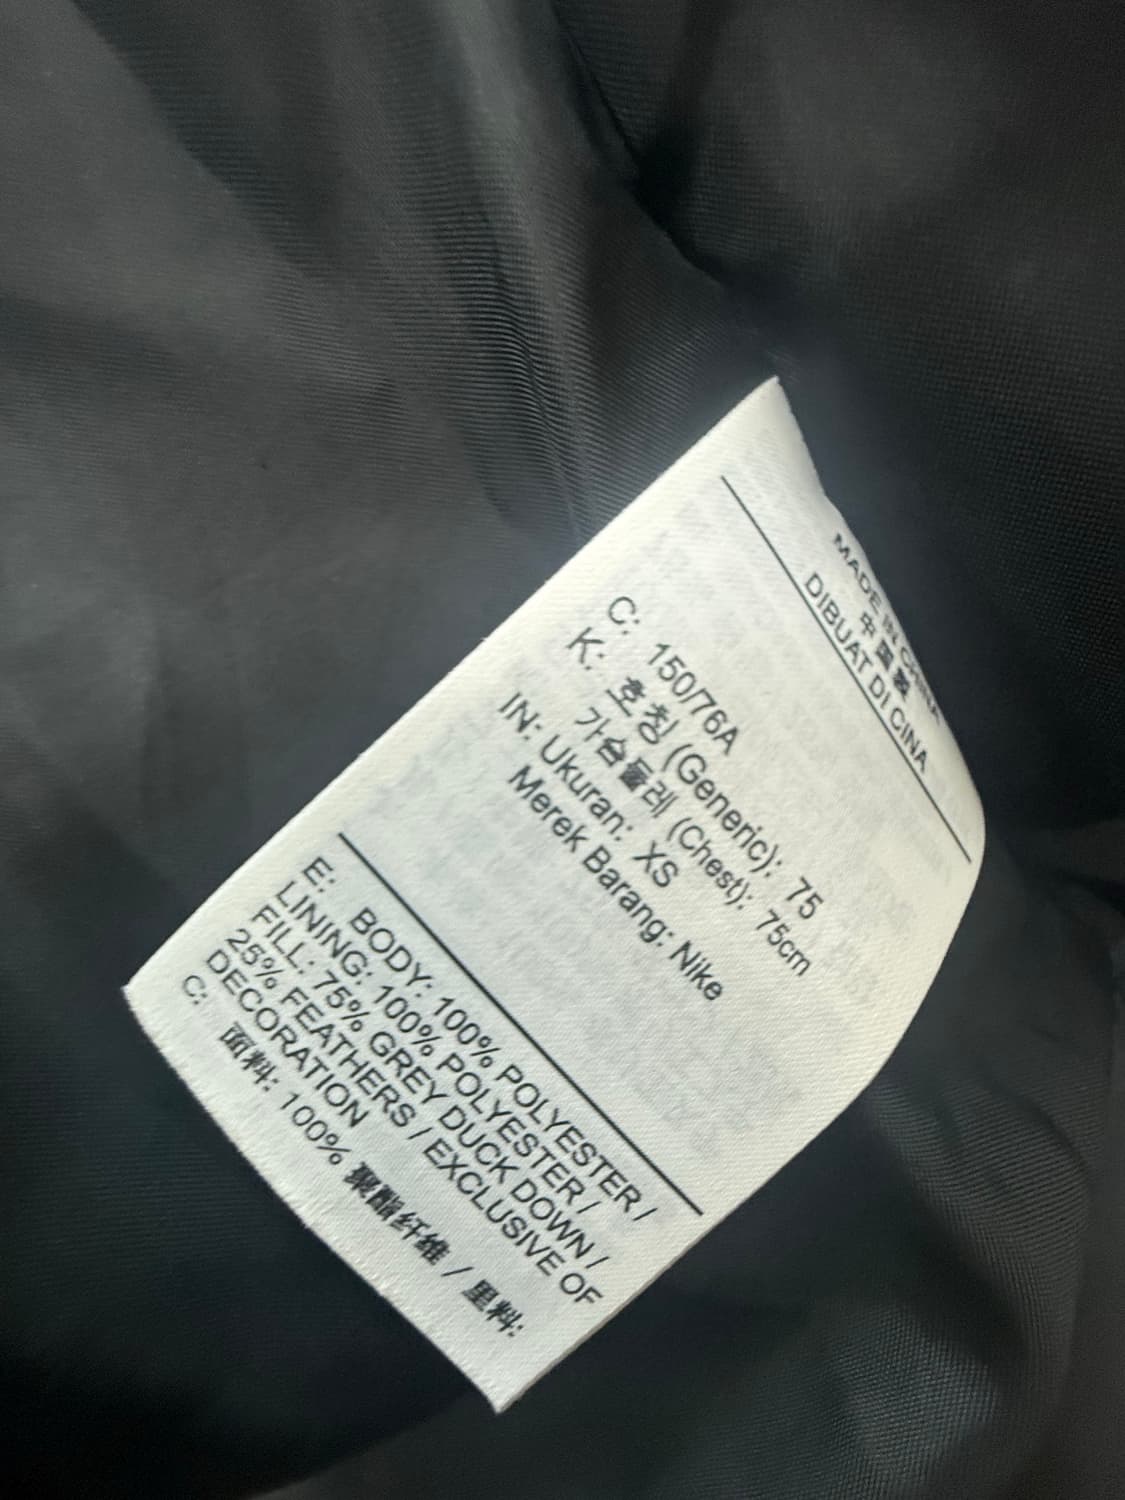 MADE IN CHINA
中国製
DIBUAT DI CINA
C: 150/76A
K: 호칭 (Generic): 75
가슴둘레 (Chest): 75cm
IN: Ukuran: XS
Merek Barang: Nike
E: BODY: 100% POLYESTER /
LINING: 100% POLYESTER /
FILL: 75% GREY DUCK DOWN /
25% FEATHERS / EXCLUSIVE OF
DECORATION
C: 面料: 100% 聚酯纤维 / 里料: